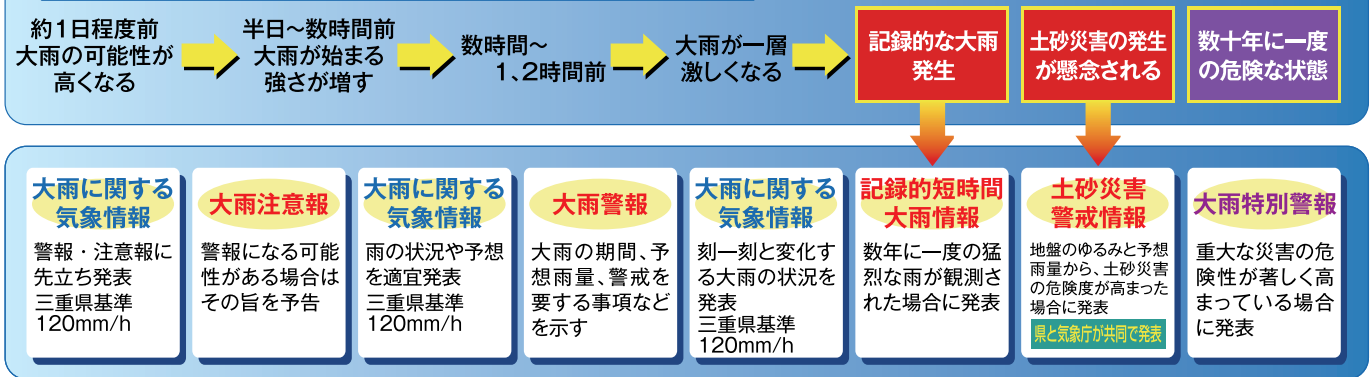 約1日程度前
大雨の可能性が
高くなる
半日～数時間前
大雨が始まる
強さが増す
数時間～
1、2時間前
大雨が一層
激しくなる
記録的な大雨
発生
土砂災害の発生
が懸念される
数十年に一度
の危険な状態
大雨に関する
気象情報
警報・注意報に
先立ち発表
三重県基準
120mm/h
大雨注意報
警報になる可能
性がある場合は
その旨を予告
大雨に関する
気象情報
雨の状況や予想
を適宜発表
三重県基準
120mm/h
大雨警報
大雨の期間、予
想雨量、警戒を
要する事項など
を示す
大雨に関する
気象情報
刻一刻と変化す
る大雨の状況を
発表
三重県基準
120mm/h
記録的短時間
大雨情報
数年に一度の猛
烈な雨が観測さ
れた場合に発表
土砂災害
警戒情報
地盤のゆるみと予想
雨量から、土砂災害
の危険度が高まった
場合に発表
県と気象庁が共同で発表
大雨特別警報
重大な災害の危
険性が著しく高
まっている場合
に発表